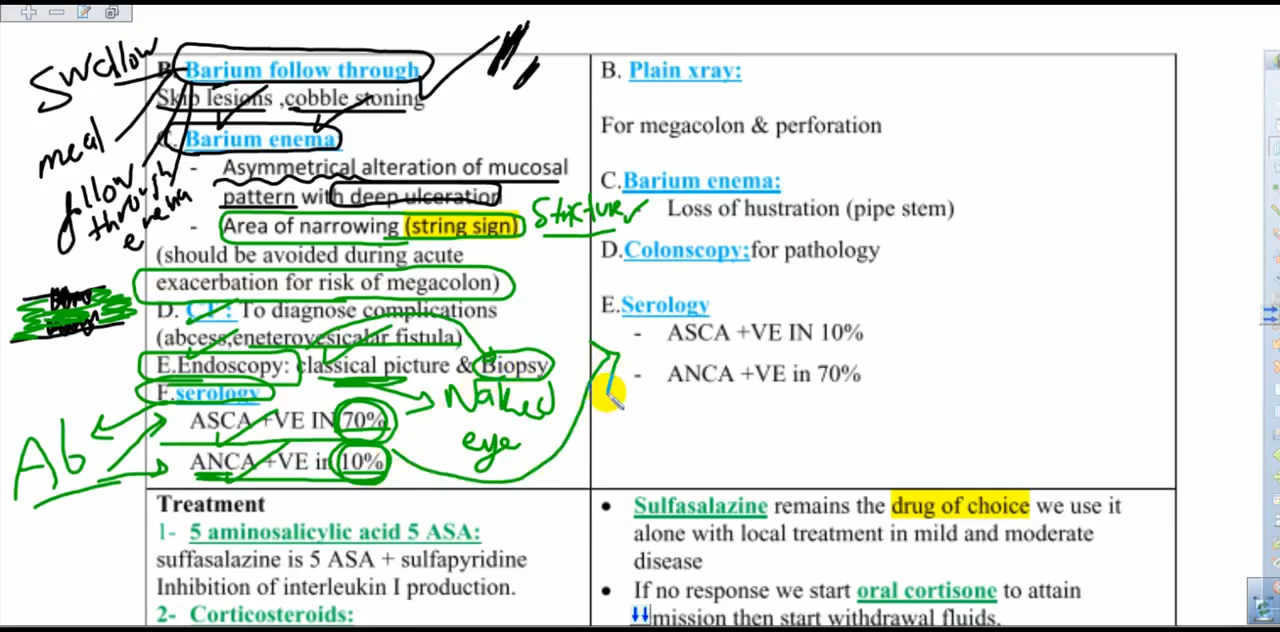 Swallow
meal
follow
through
enema
B. Barium follow through
Skip lesions ,cobble stoning
C. Barium enema
- Asymmetrical alteration of mucosal
pattern with deep ulceration
- Area of narrowing (string sign)
Stricture
(should be avoided during acute
exacerbation for risk of megacolon)
D. CT : To diagnose complications
(abcess,eneterovesicalar fistula)
E.Endoscopy: classical picture & Biopsy
Naked
eye
F.serology
Ab
ASCA +VE IN 70%
ANCA +VE in 10%
B. Plain xray:
For megacolon & perforation
C.Barium enema:
Loss of hustration (pipe stem)
D.Colonscopy:for pathology
E.Serology
- ASCA +VE IN 10%
- ANCA +VE in 70%
Treatment
1- 5 aminosalicylic acid 5 ASA:
suffasalazine is 5 ASA + sulfapyridine
Inhibition of interleukin I production.
2- Corticosteroids:
• Sulfasalazine remains the drug of choice we use it
alone with local treatment in mild and moderate
disease
• If no response we start oral cortisone to attain
mission then start withdrawal fluids.